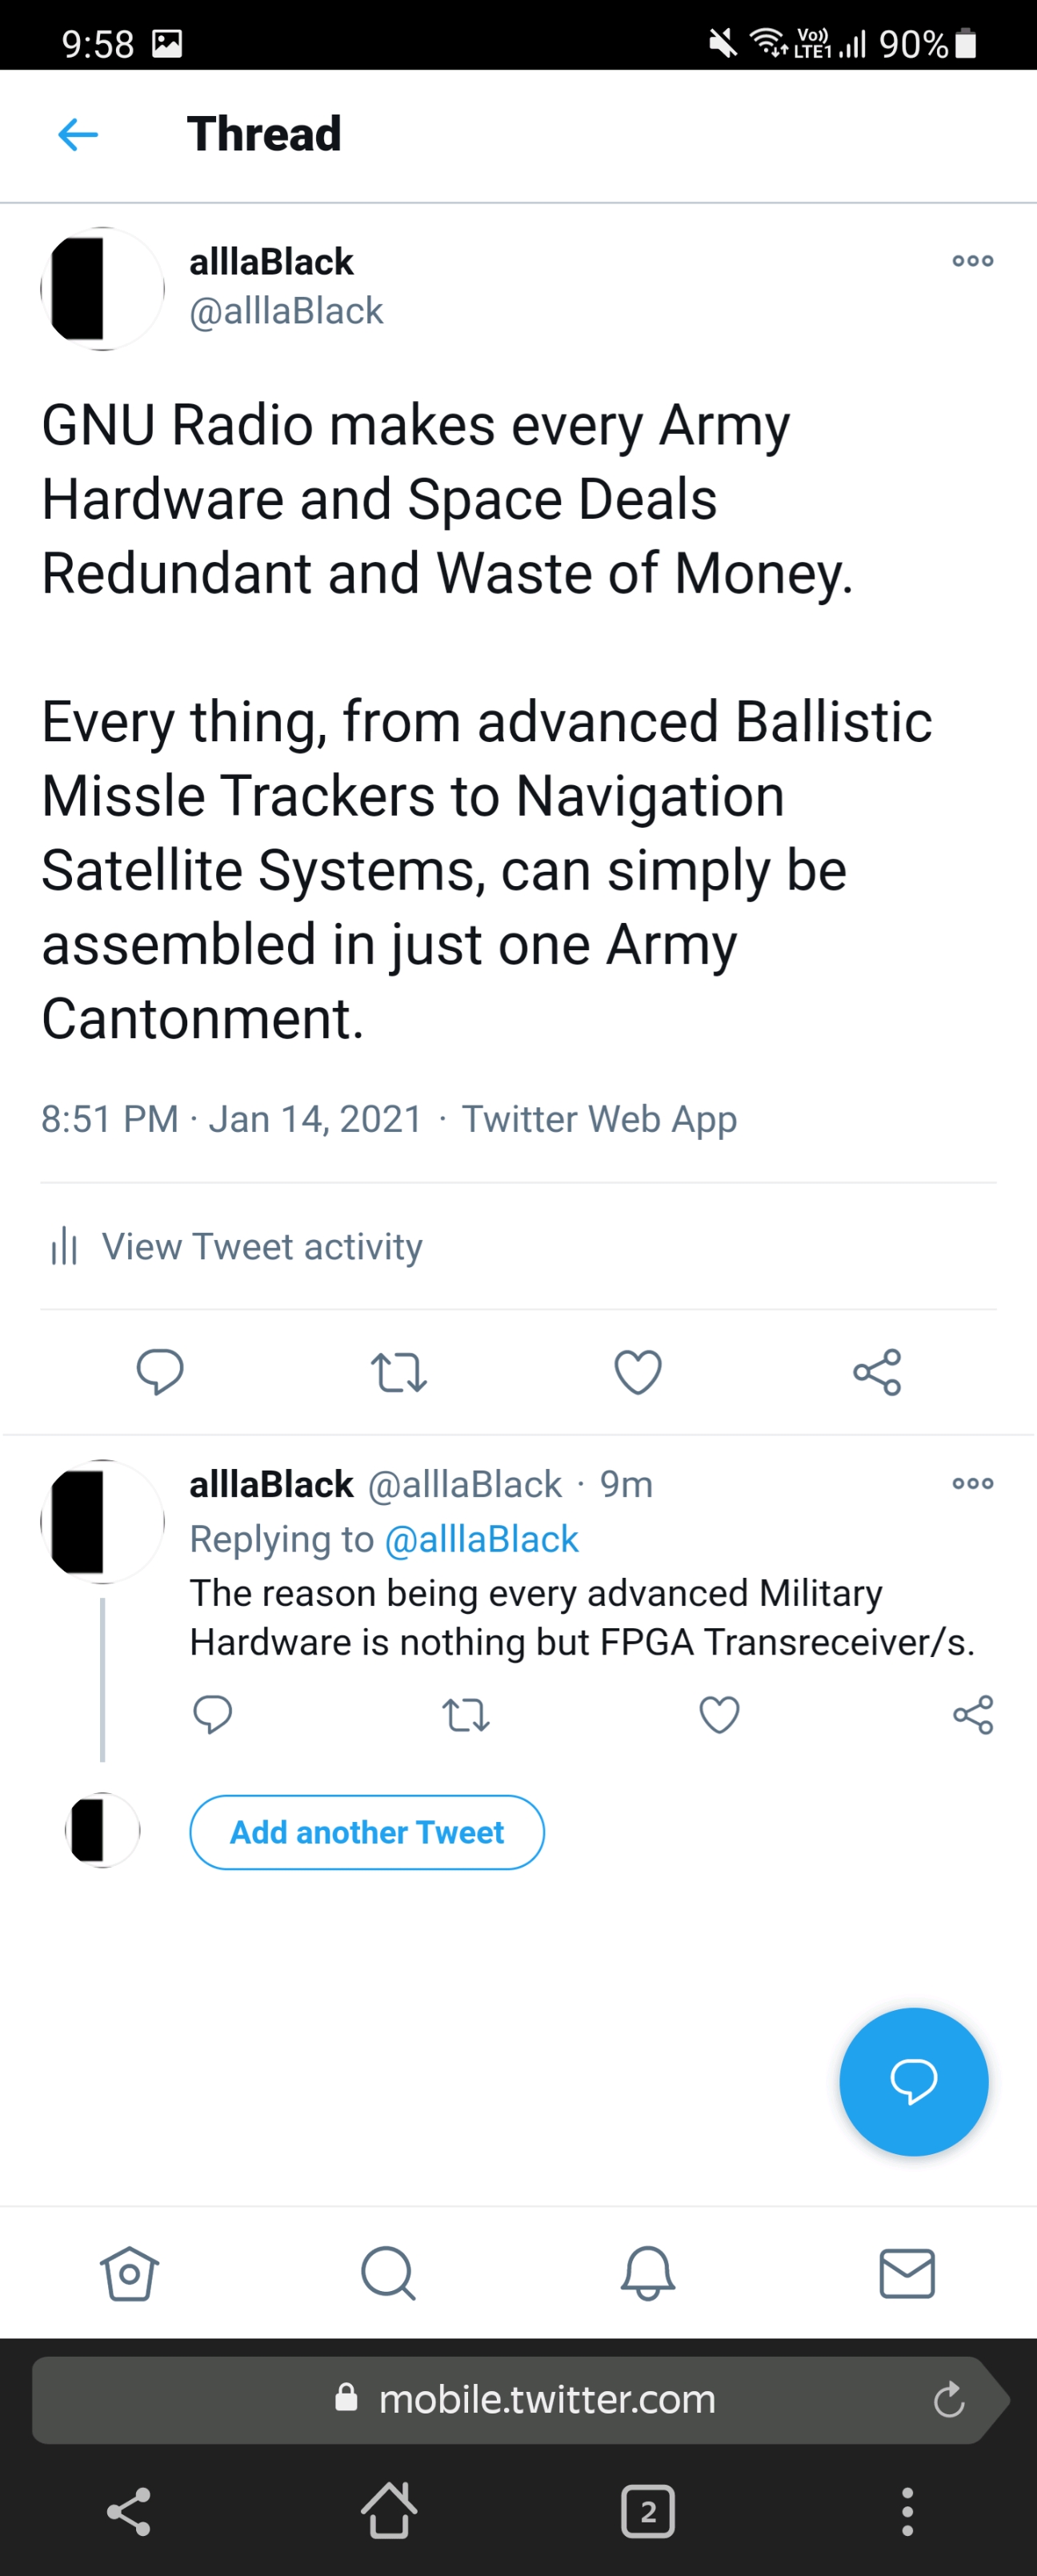 9:58 Vo)) LTE1 90%
Thread
alllaBlack
@alllaBlack
GNU Radio makes every Army
Hardware and Space Deals
Redundant and Waste of Money.
Every thing, from advanced Ballistic
Missle Trackers to Navigation
Satellite Systems, can simply be
assembled in just one Army
Cantonment.
8:51 PM · Jan 14, 2021 · Twitter Web App
View Tweet activity
alllaBlack @alllaBlack · 9m
Replying to @alllaBlack
The reason being every advanced Military
Hardware is nothing but FPGA Transreceiver/s.
Add another Tweet
mobile.twitter.com
2